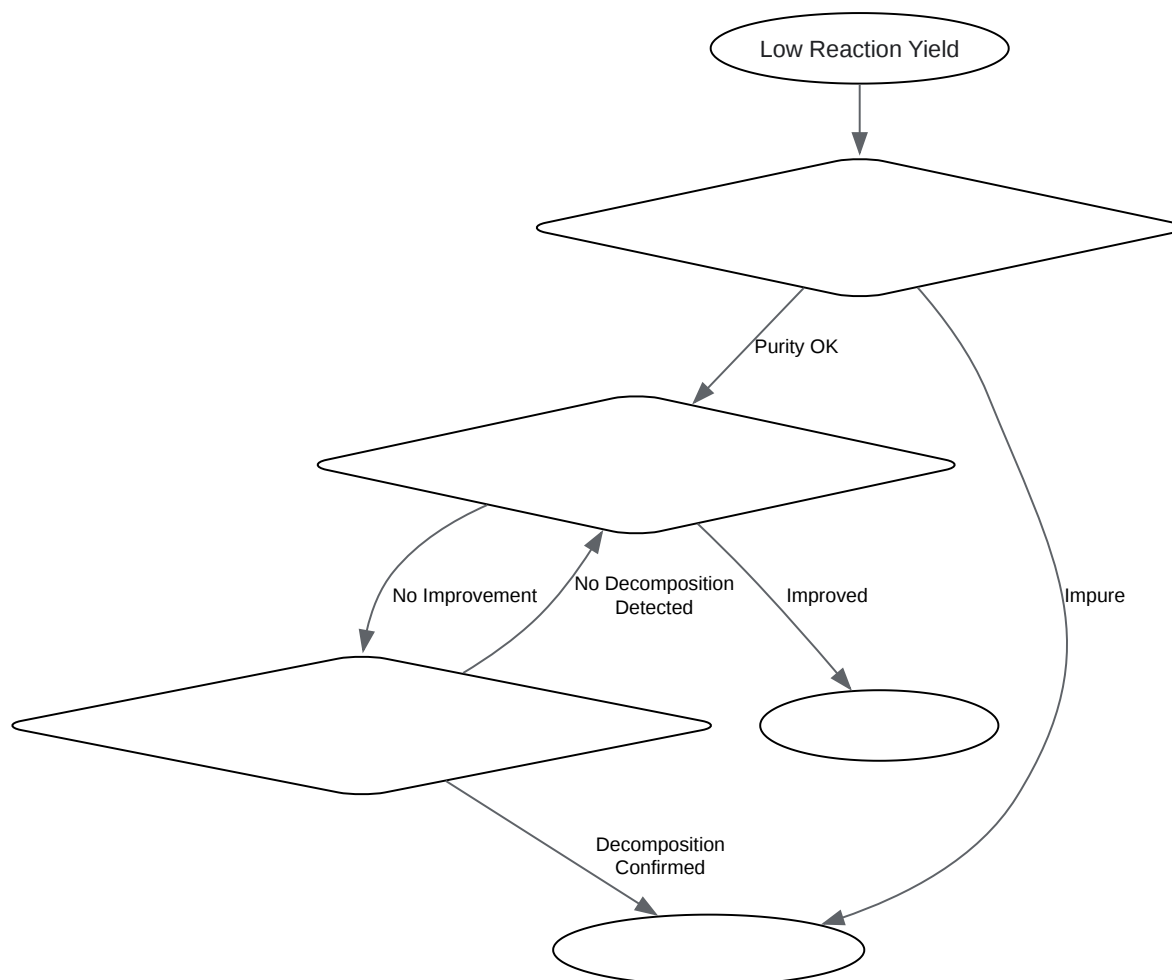 Low Reaction Yield
Purity OK
No Improvement
No Decomposition
Detected
Improved
Impure
Decomposition
Confirmed